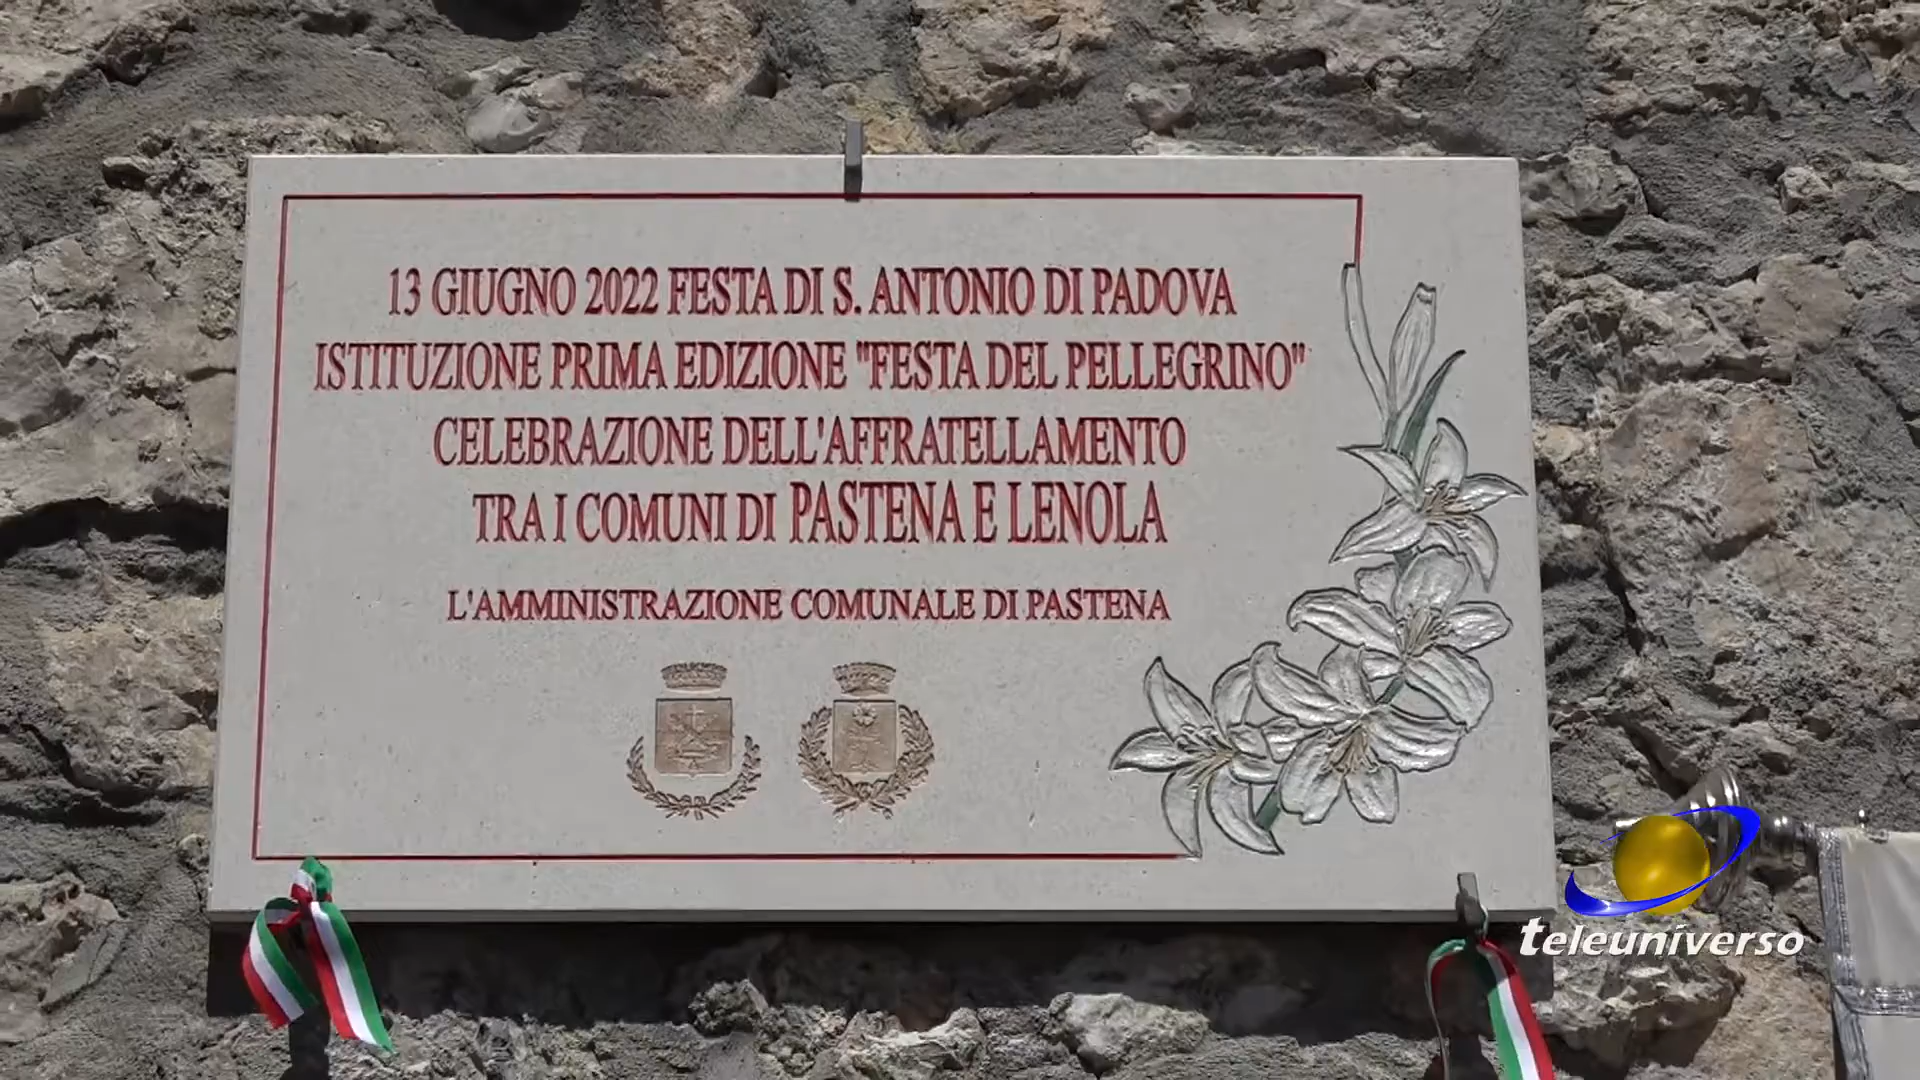 13 GIUGNO 2022 FESTA DI S. ANTONIO DI PADOVA
ISTITUZIONE PRIMA EDIZIONE "FESTA DEL PELLEGRINO"
CELEBRAZIONE DELL'AFFRATELLAMENTO
TRA I COMUNI DI PASTENA E LENOLA
L'AMMINISTRAZIONE COMUNALE DI PASTENA
teleuniverso